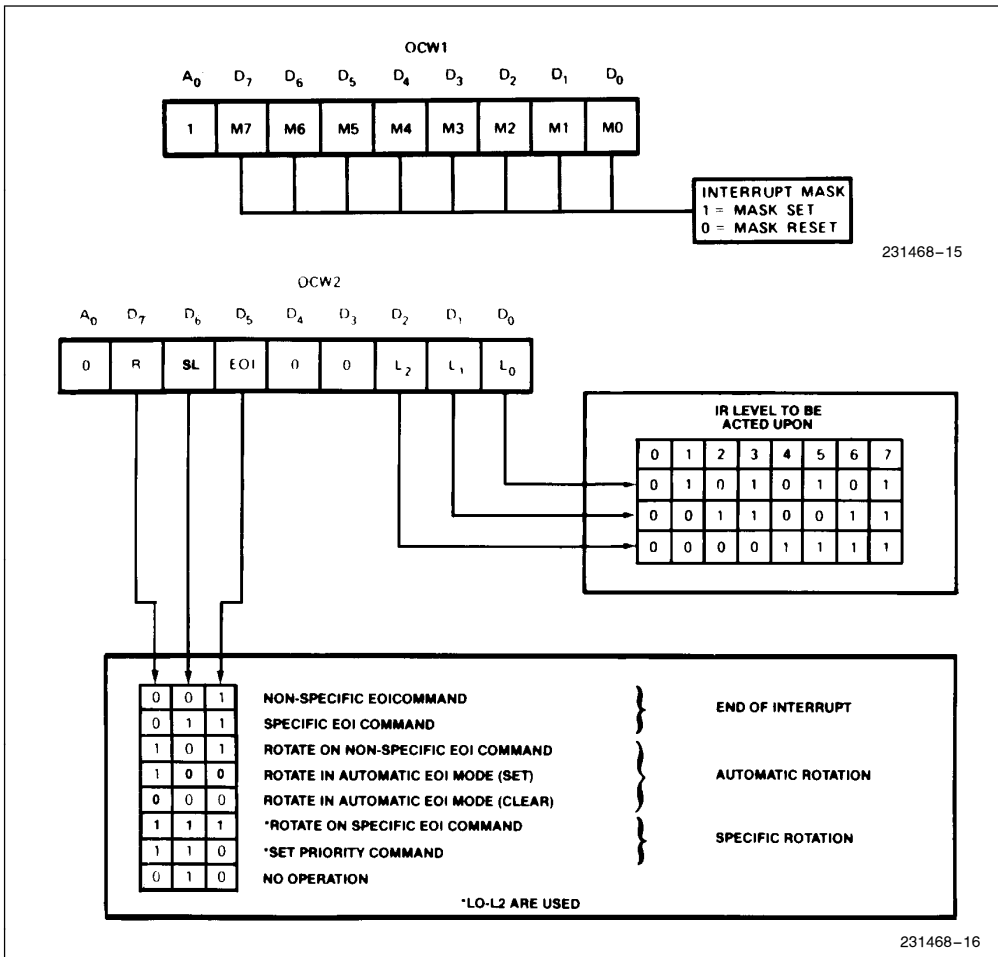 OCW1
A0 D7 D6 D5 D4 D3 D2 D1 D0
1 M7 M6 M5 M4 M3 M2 M1 M0
INTERRUPT MASK
1 = MASK SET
0 = MASK RESET
231468-15
OCW2
A0 D7 D6 D5 D4 D3 D2 D1 D0
0 R SL EOI 0 0 L2 L1 L0
IR LEVEL TO BE
ACTED UPON
0 1 2 3 4 5 6 7
0 1 0 1 0 1 0 1
0 0 1 1 0 0 1 1
0 0 0 0 1 1 1 1
0 0 1 NON-SPECIFIC EOICOMMAND
0 1 1 SPECIFIC EOI COMMAND
END OF INTERRUPT
1 0 1 ROTATE ON NON-SPECIFIC EOI COMMAND
1 0 0 ROTATE IN AUTOMATIC EOI MODE (SET)
AUTOMATIC ROTATION
0 0 0 ROTATE IN AUTOMATIC EOI MODE (CLEAR)
1 1 1 *ROTATE ON SPECIFIC EOI COMMAND
SPECIFIC ROTATION
1 1 0 *SET PRIORITY COMMAND
0 1 0 NO OPERATION
*LO-L2 ARE USED
231468-16